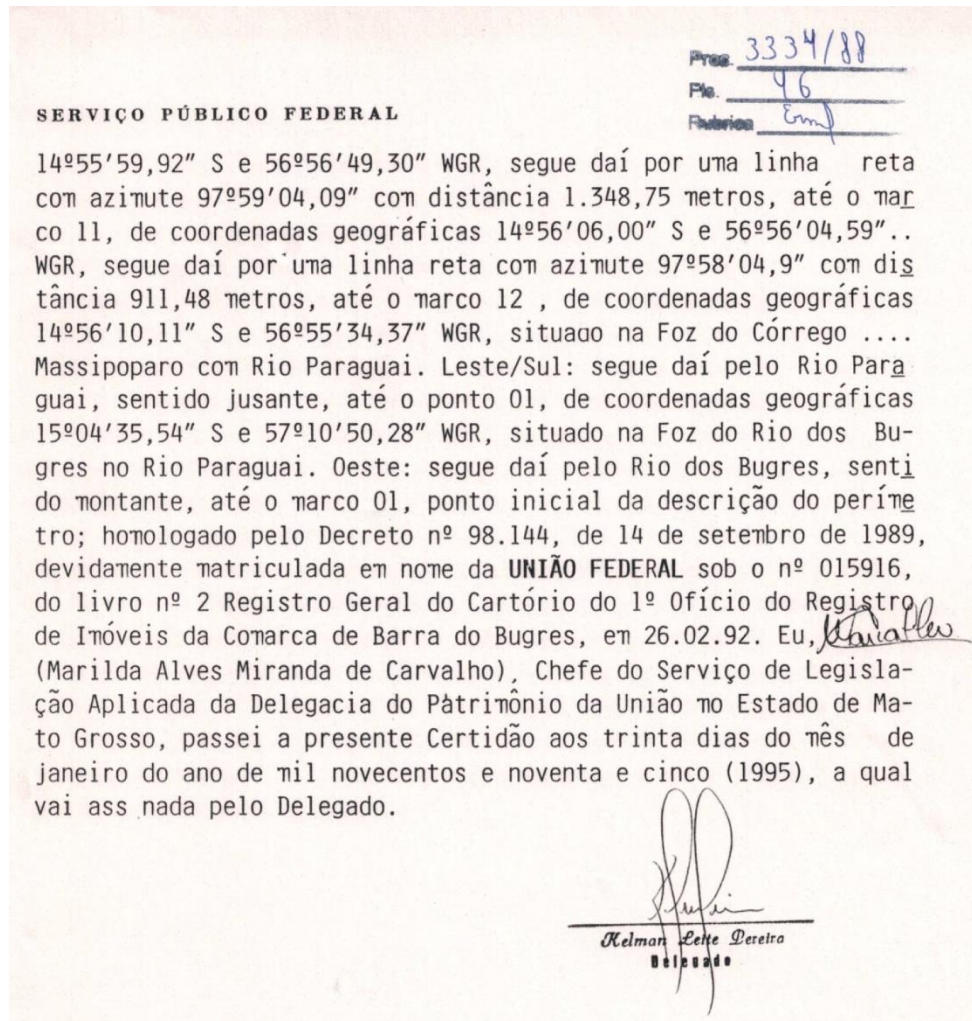 Proc. 3334/88
Fls. 46
Rubrica
SERVIÇO PÚBLICO FEDERAL
14º55'59,92" S e 56º56'49,30" WGR, segue daí por uma linha reta
com azimute 97º59'04,09" com distância 1.348,75 metros, até o mar
co 11, de coordenadas geográficas 14º56'06,00" S e 56º56'04,59"..
WGR, segue daí por uma linha reta com azimute 97º58'04,9" com dis
tância 911,48 metros, até o marco 12 , de coordenadas geográficas
14º56'10,11" S e 56º55'34,37" WGR, situado na Foz do Córrego ....
Massipoparo com Rio Paraguai. Leste/Sul: segue daí pelo Rio Para
guai, sentido jusante, até o ponto 01, de coordenadas geográficas
15º04'35,54" S e 57º10'50,28" WGR, situado na Foz do Rio dos Bu-
gres no Rio Paraguai. Oeste: segue daí pelo Rio dos Bugres, senti
do montante, até o marco 01, ponto inicial da descrição do períme
tro; homologado pelo Decreto nº 98.144, de 14 de setembro de 1989,
devidamente matriculada em nome da UNIÃO FEDERAL sob o nº 015916,
do livro nº 2 Registro Geral do Cartório do 1º Ofício do Registro
de Imóveis da Comarca de Barra do Bugres, em 26.02.92. Eu,
(Marilda Alves Miranda de Carvalho), Chefe do Serviço de Legisla-
ção Aplicada da Delegacia do Patrimônio da União no Estado de Ma-
to Grosso, passei a presente Certidão aos trinta dias do mês de
janeiro do ano de mil novecentos e noventa e cinco (1995), a qual
vai ass nada pelo Delegado.
Helman Leite Pereira
Delegado